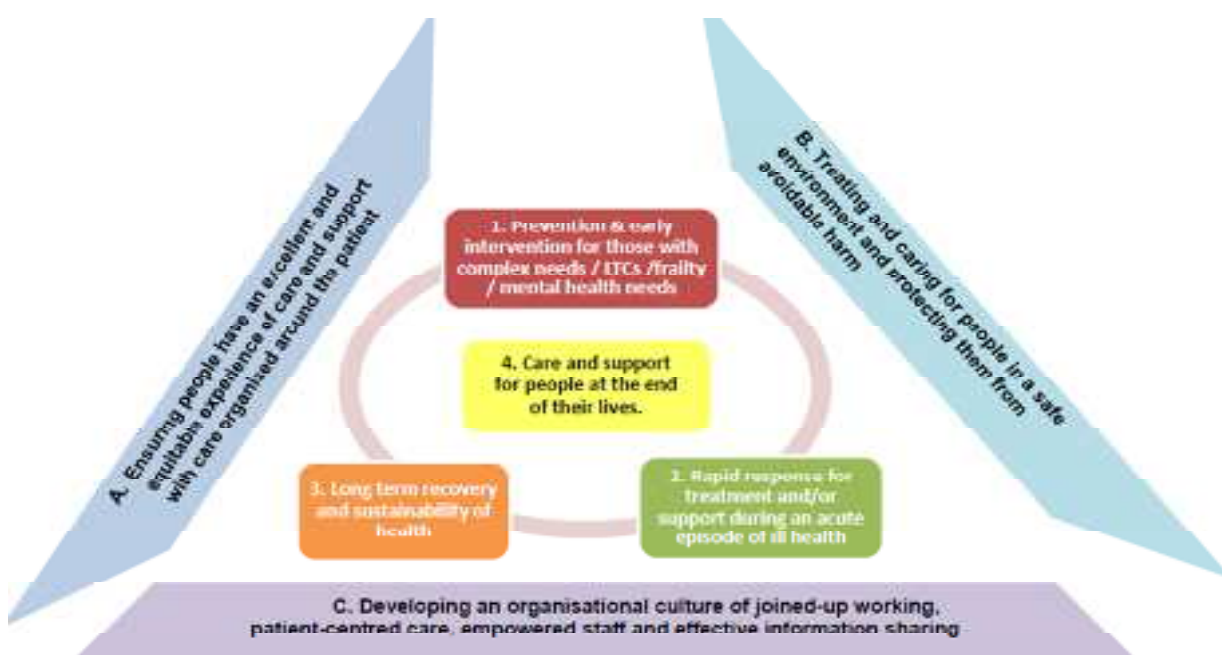 A. Ensuring people have an excellent and
equitable experience of care and support
with care organised around the patient
B. Treating and caring for people in a safe
environment and protecting them from
avoidable harm
1. Prevention & early
intervention for those with
complex needs / LTCs /frailty
/ mental health needs
4. Care and support
for people at the end
of their lives.
3. Long term recovery
and sustainability of
health
2. Rapid response for
treatment and/or
support during an acute
episode of ill health
C. Developing an organisational culture of joined-up working,
patient-centred care, empowered staff and effective information sharing